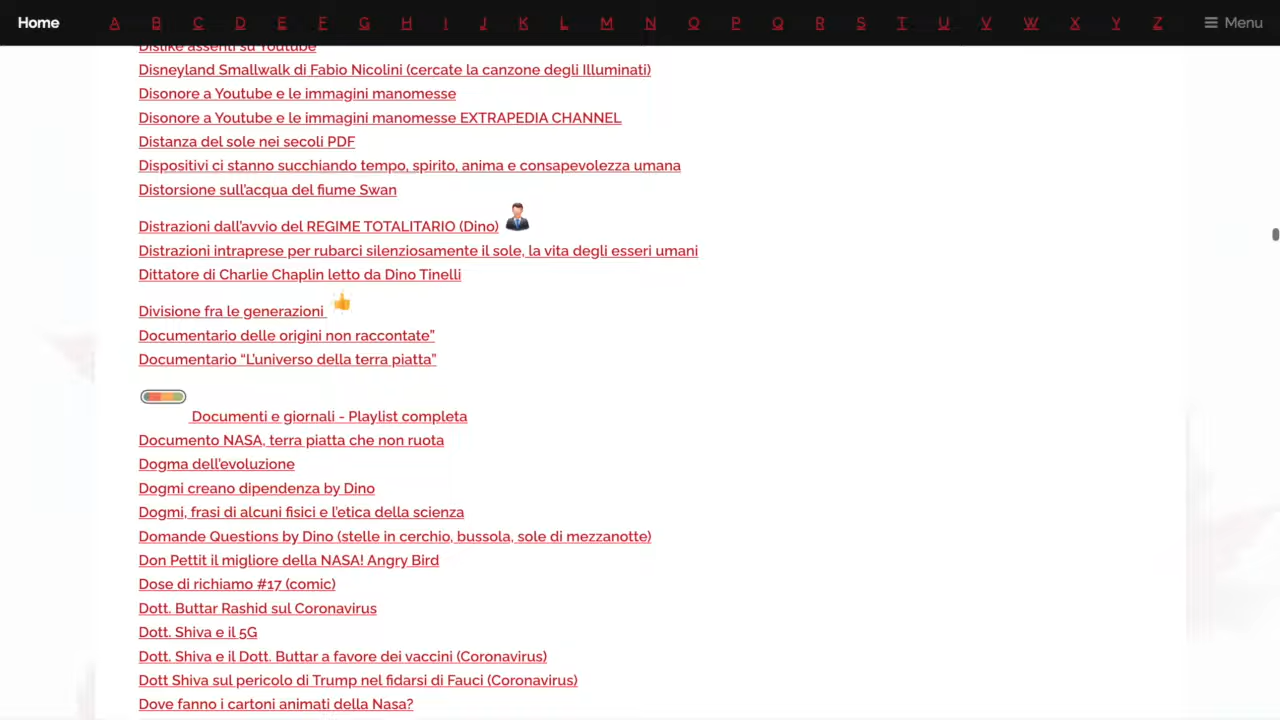 Home A B C D E F G H I J K L M N O P Q R S T U V W X Y Z Menu
Dislike assenti su Youtube
Disneyland Smallwalk di Fabio Nicolini (cercate la canzone degli Illuminati)
Disonore a Youtube e le immagini manomesse
Disonore a Youtube e le immagini manomesse EXTRAPEDIA CHANNEL
Distanza del sole nei secoli PDF
Dispositivi ci stanno succhiando tempo, spirito, anima e consapevolezza umana
Distorsione sull’acqua del fiume Swan
Distrazioni dall’avvio del REGIME TOTALITARIO (Dino)
Distrazioni intraprese per rubarci silenziosamente il sole, la vita degli esseri umani
Dittatore di Charlie Chaplin letto da Dino Tinelli
Divisione fra le generazioni
Documentario delle origini non raccontate”
Documentario “L’universo della terra piatta”
Documenti e giornali - Playlist completa
Documento NASA, terra piatta che non ruota
Dogma dell’evoluzione
Dogmi creano dipendenza by Dino
Dogmi, frasi di alcuni fisici e l’etica della scienza
Domande Questions by Dino (stelle in cerchio, bussola, sole di mezzanotte)
Don Pettit il migliore della NASA! Angry Bird
Dose di richiamo #17 (comic)
Dott. Buttar Rashid sul Coronavirus
Dott. Shiva e il 5G
Dott. Shiva e il Dott. Buttar a favore dei vaccini (Coronavirus)
Dott Shiva sul pericolo di Trump nel fidarsi di Fauci (Coronavirus)
Dove fanno i cartoni animati della Nasa?